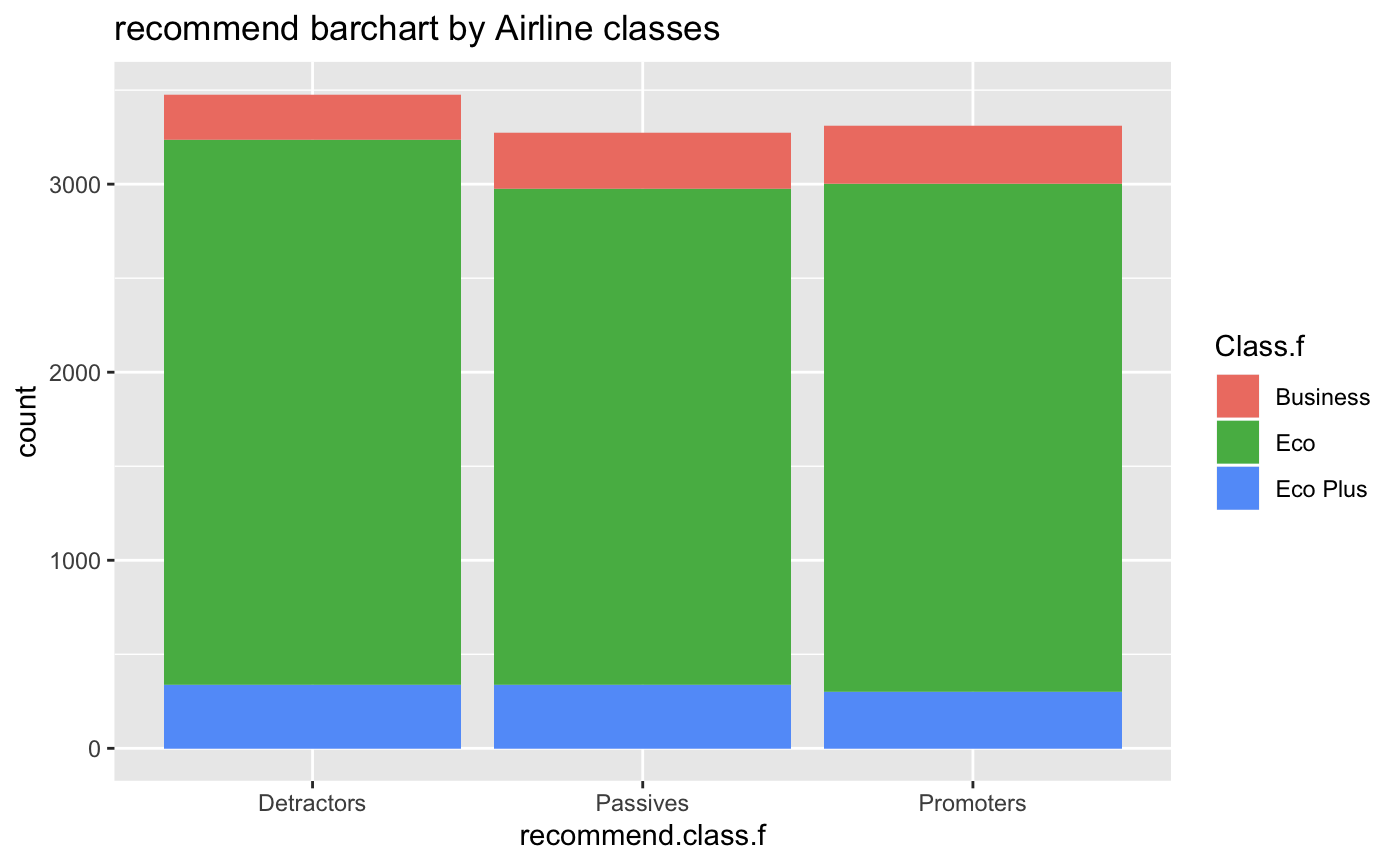 recommend barchart by Airline classes
count
3000
2000
1000
0
Detractors Passives Promoters
recommend.class.f
Class.f
Business
Eco
Eco Plus